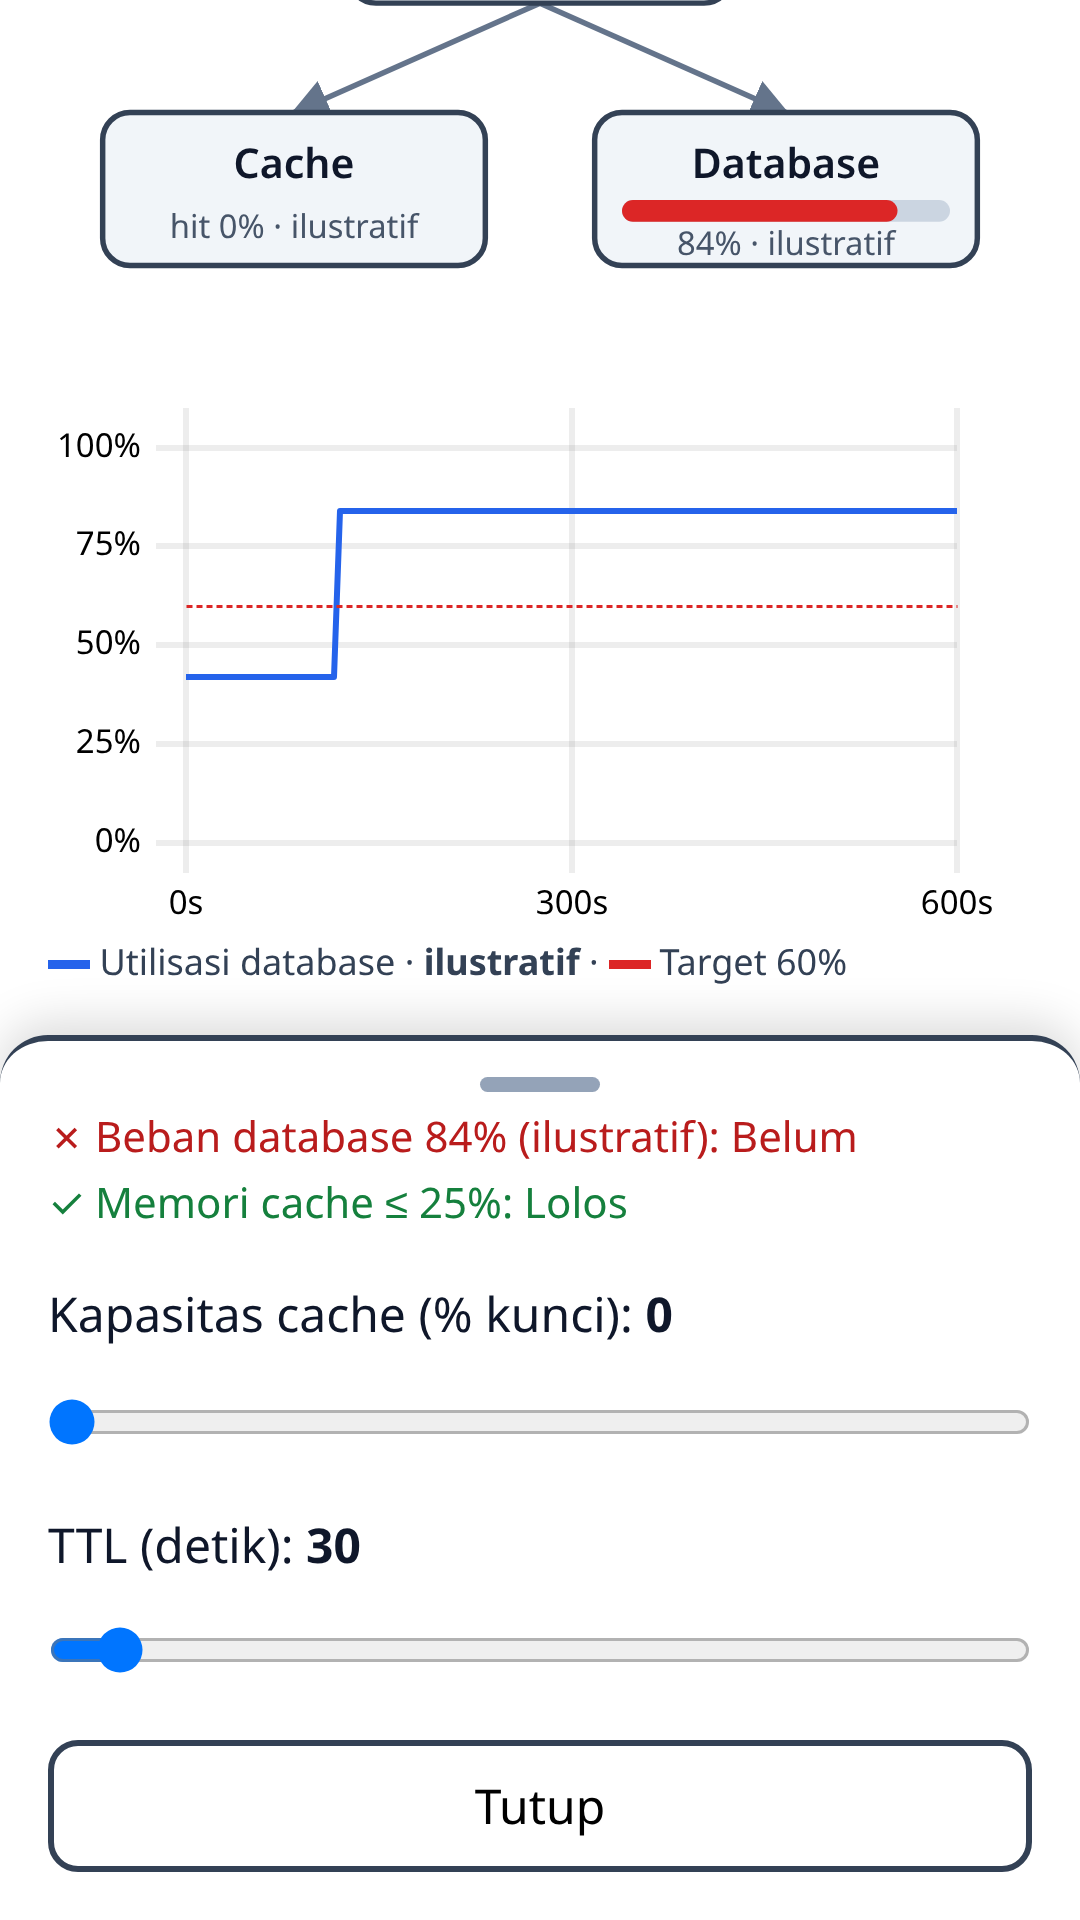 Cache
hit 0% · ilustratif
Database
84% · ilustratif
100%
75%
50%
25%
0%
0s 300s 600s
Utilisasi database · ilustratif · Target 60%
× Beban database 84% (ilustratif): Belum
✓ Memori cache ≤ 25%: Lolos
Kapasitas cache (% kunci): 0
TTL (detik): 30
Tutup